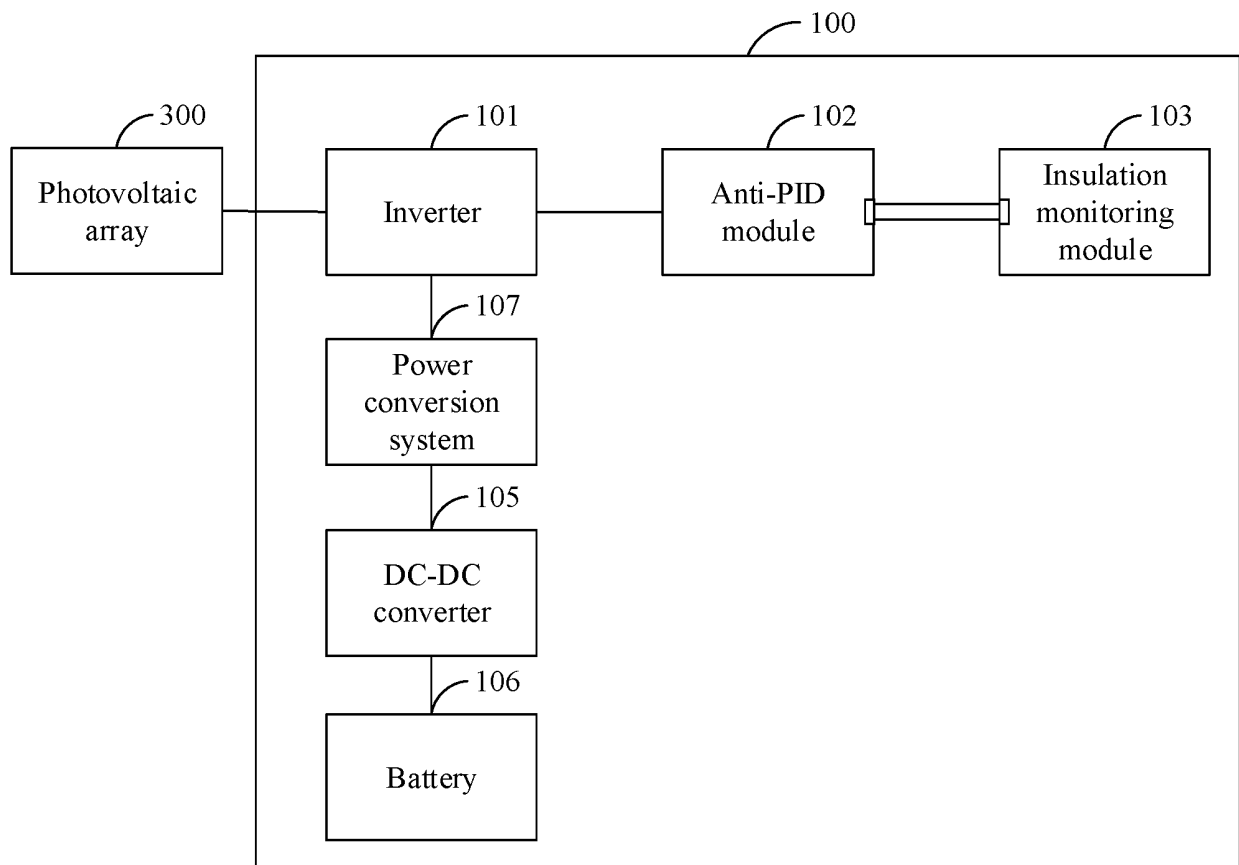 100
300
101
102
103
Photovoltaic
array
Inverter
Anti-PID
module
Insulation
monitoring
module
107
Power
conversion
system
105
DC-DC
converter
106
Battery